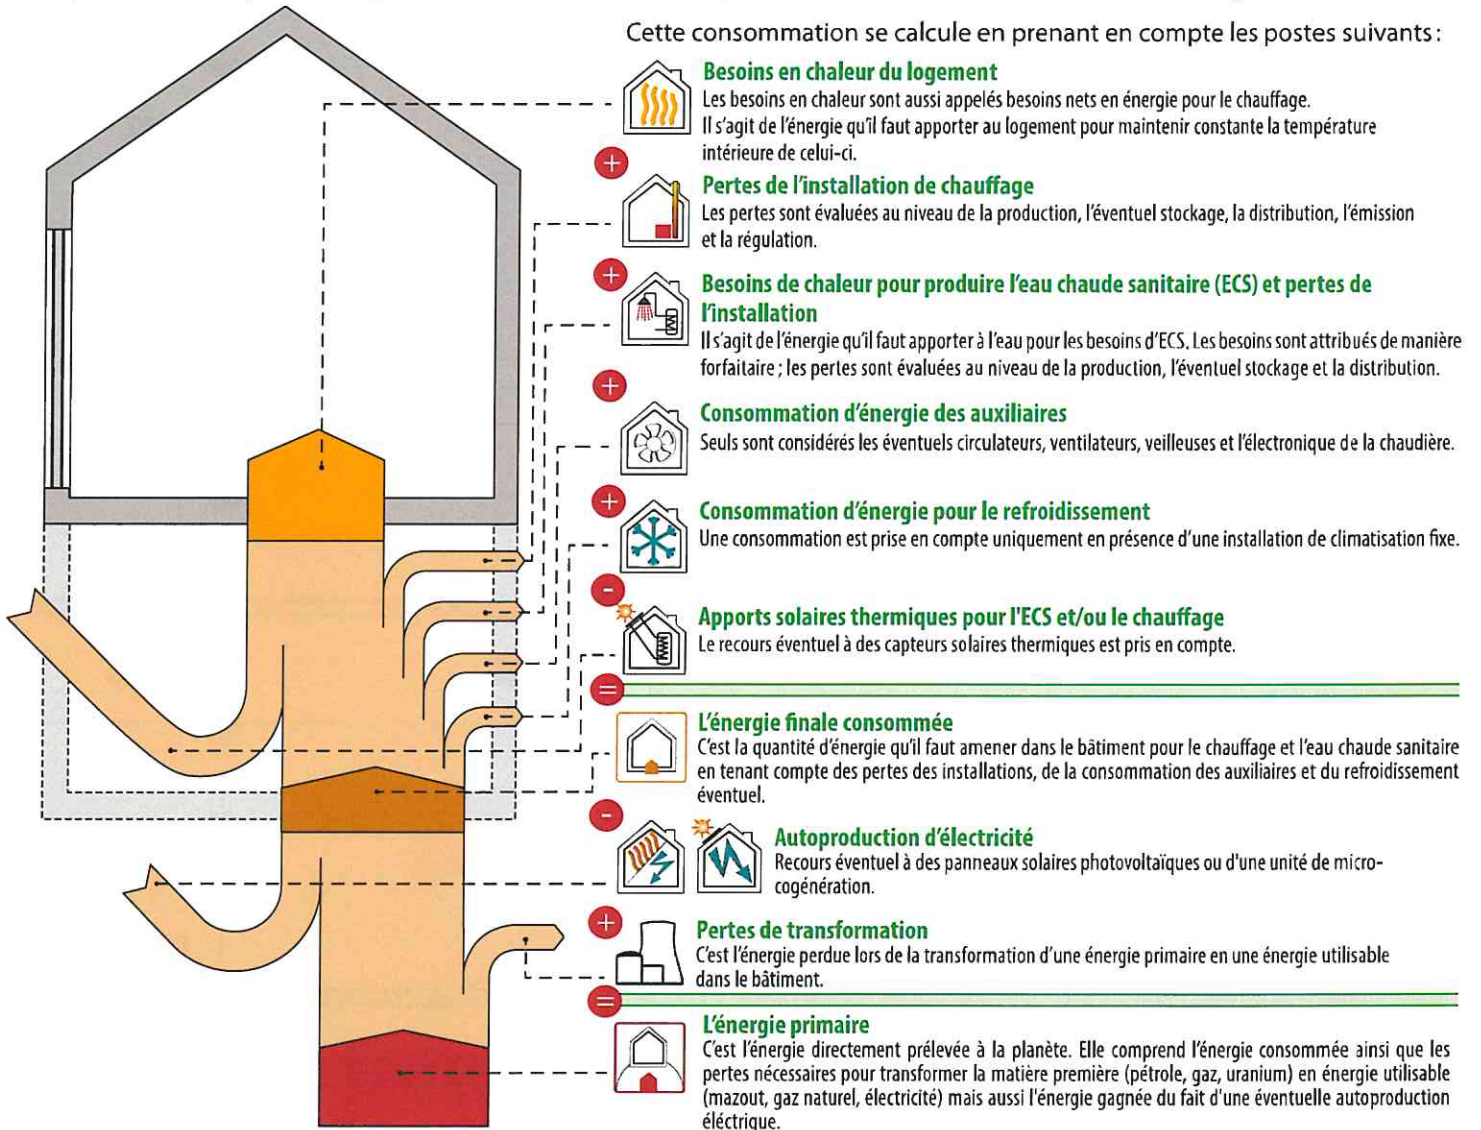 Cette consommation se calcule en prenant en compte les postes suivants :
Besoins en chaleur du logement
Les besoins en chaleur sont aussi appelés besoins nets en énergie pour le chauffage.
Il s'agit de l'énergie qu'il faut apporter au logement pour maintenir constante la température
intérieure de celui-ci.
+
Pertes de l'installation de chauffage
Les pertes sont évaluées au niveau de la production, l'éventuel stockage, la distribution, l'émission
et la régulation.
+
Besoins de chaleur pour produire l'eau chaude sanitaire (ECS) et pertes de
l'installation
Il s'agit de l'énergie qu'il faut apporter à l'eau pour les besoins d'ECS. Les besoins sont attribués de manière
forfaitaire ; les pertes sont évaluées au niveau de la production, l'éventuel stockage et la distribution.
+
Consommation d'énergie des auxiliaires
Seuls sont considérés les éventuels circulateurs, ventilateurs, veilleuses et l'électronique de la chaudière.
+
Consommation d'énergie pour le refroidissement
Une consommation est prise en compte uniquement en présence d'une installation de climatisation fixe.
-
Apports solaires thermiques pour l'ECS et/ou le chauffage
Le recours éventuel à des capteurs solaires thermiques est pris en compte.
=
L'énergie finale consommée
C'est la quantité d'énergie qu'il faut amener dans le bâtiment pour le chauffage et l'eau chaude sanitaire
en tenant compte des pertes des installations, de la consommation des auxiliaires et du refroidissement
éventuel.
-
Autoproduction d'électricité
Recours éventuel à des panneaux solaires photovoltaïques ou d'une unité de micro-
cogénération.
+
Pertes de transformation
C'est l'énergie perdue lors de la transformation d'une énergie primaire en une énergie utilisable
dans le bâtiment.
=
L'énergie primaire
C'est l'énergie directement prélevée à la planète. Elle comprend l'énergie consommée ainsi que les
pertes nécessaires pour transformer la matière première (pétrole, gaz, uranium) en énergie utilisable
(mazout, gaz naturel, électricité) mais aussi l'énergie gagnée du fait d'une éventuelle autoproduction
éléctrique.